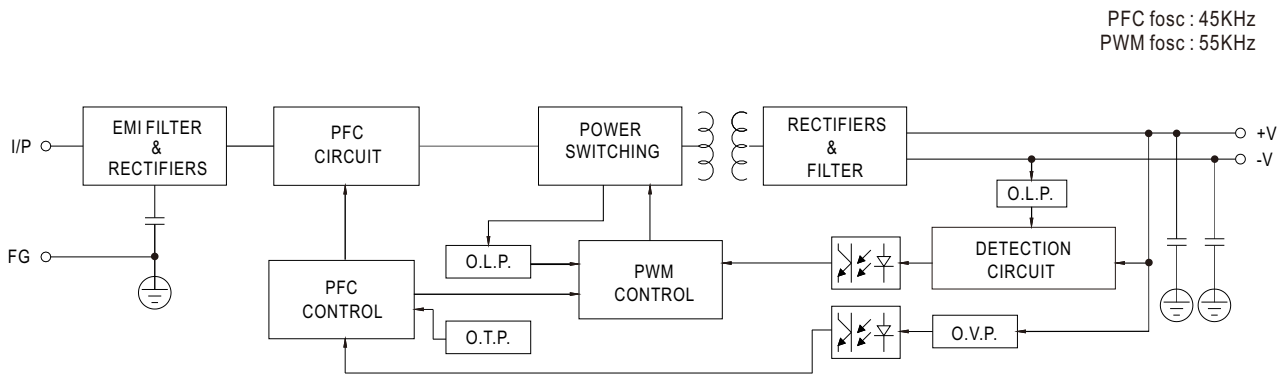 PFC fosc : 45KHz
PWM fosc : 55KHz
I/P
EMI FILTER
&
RECTIFIERS
PFC
CIRCUIT
POWER
SWITCHING
RECTIFIERS
&
FILTER
+V
-V
O.L.P.
FG
O.L.P.
PFC
CONTROL
PWM
CONTROL
DETECTION
CIRCUIT
O.T.P.
O.V.P.